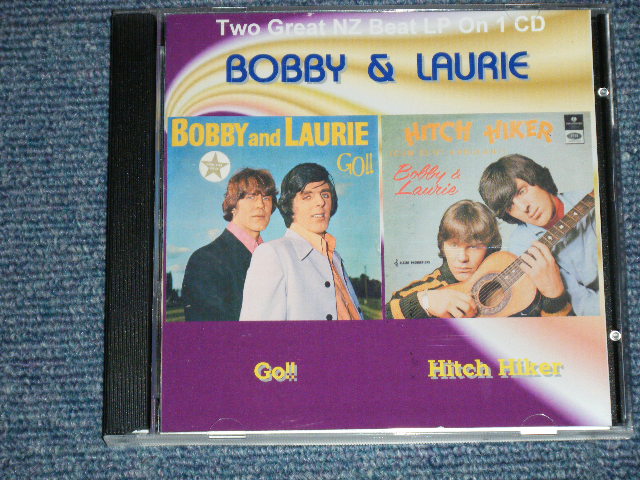 Two Great NZ Beat LP On 1 CD
BOBBY & LAURIE
BOBBY and LAURIE
GO!!
HITCH HIKER
Bobby &
Laurie
Go!!
Hitch Hiker